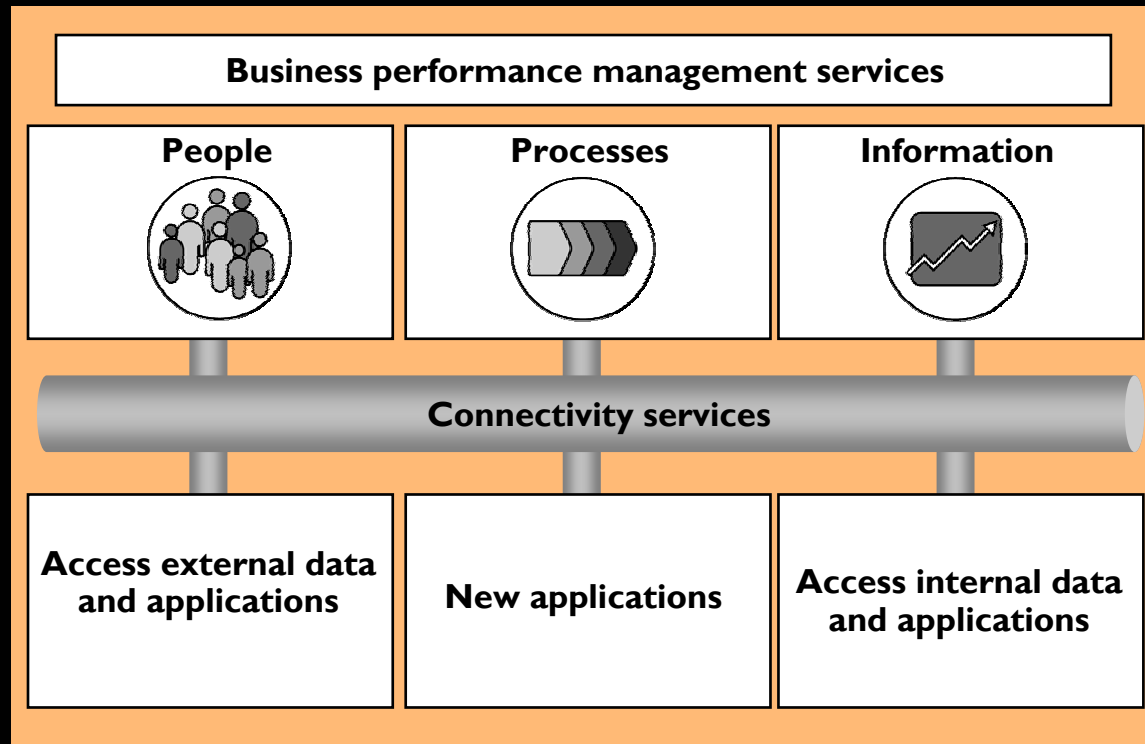 Business performance management services
People
Processes
Information
Connectivity services
Access external data
and applications
New applications
Access internal data
and applications